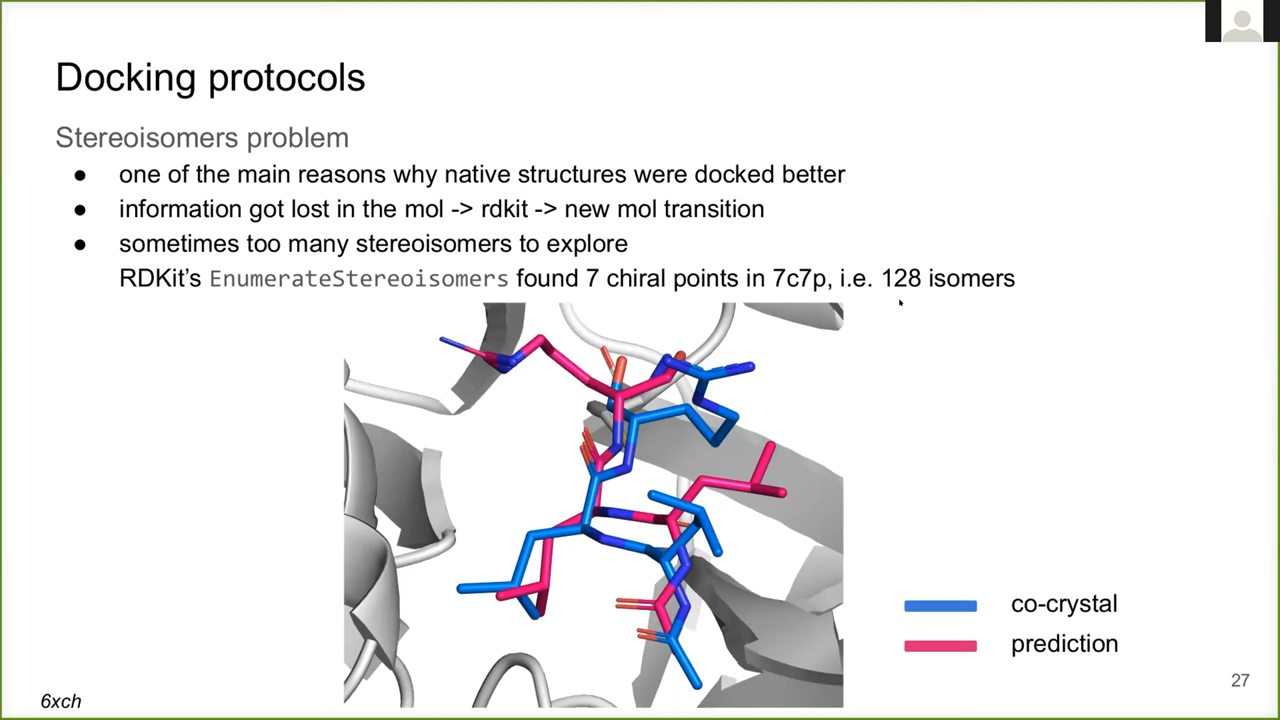 Docking protocols
Stereoisomers problem
● one of the main reasons why native structures were docked better
● information got lost in the mol -> rdkit -> new mol transition
● sometimes too many stereoisomers to explore
RDKit’s EnumerateStereoisomers found 7 chiral points in 7c7p, i.e. 128 isomers
co-crystal
prediction
27
6xch